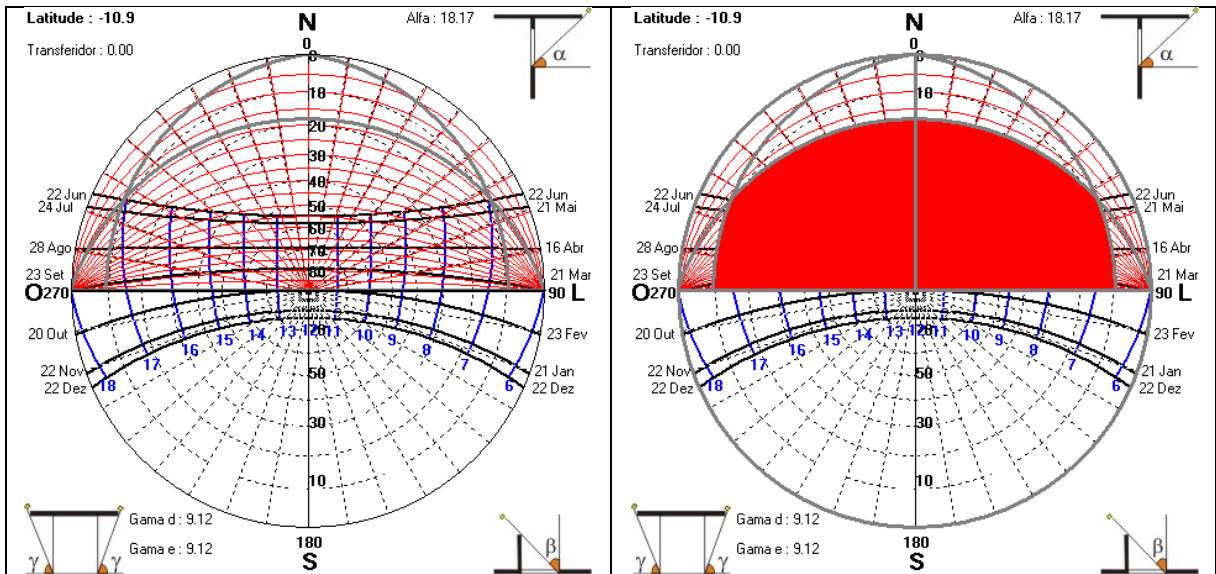 Latitude : -10.9
N
Alfa : 18.17
Transferidor : 0.00
0
α
0
10
20
30
40
50
60
70
80
22 Jun
24 Jul
28 Ago
23 Set
O 270
20 Out
22 Nov
22 Dez
22 Jun
21 Mai
16 Abr
21 Mar
90 L
23 Fev
21 Jan
22 Dez
18 17 16 15 14 13 12 11 10 9 8 7 6
50
30
10
Gama d : 9.12
Gama e : 9.12
γ γ
180
S
β
Latitude : -10.9
N
Alfa : 18.17
Transferidor : 0.00
0
α
10
22 Jun
24 Jul
28 Ago
23 Set
O 270
20 Out
22 Nov
22 Dez
22 Jun
21 Mai
16 Abr
21 Mar
90 L
23 Fev
21 Jan
22 Dez
18 17 16 15 14 13 12 11 10 9 8 7 6
50
30
10
Gama d : 9.12
Gama e : 9.12
γ γ
180
S
β